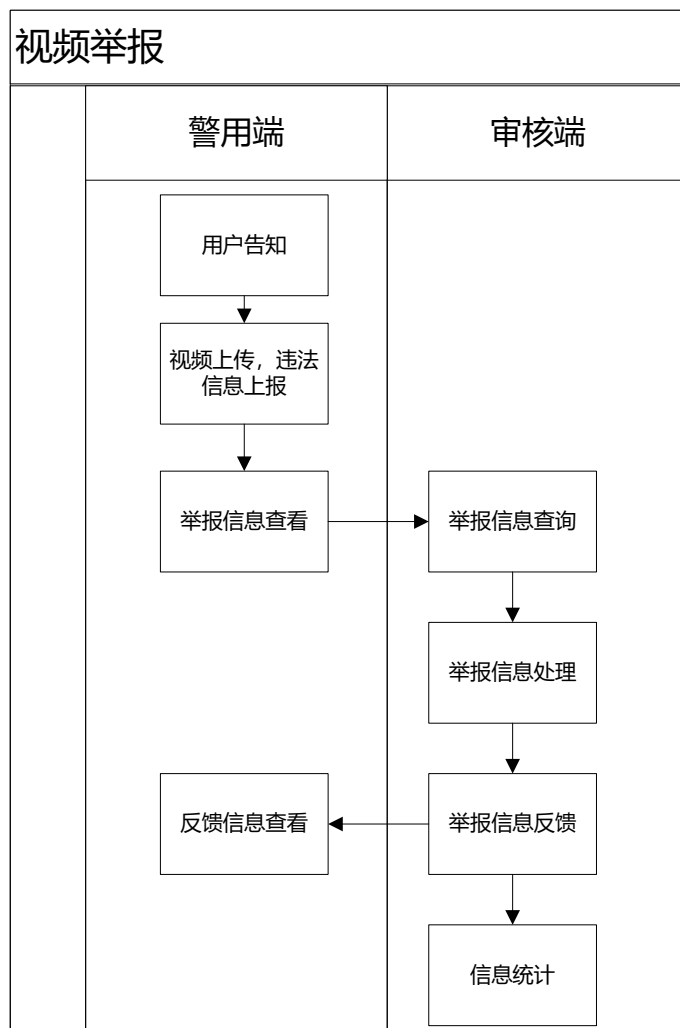 视频举报
警用端
审核端
用户告知
视频上传，违法
信息上报
举报信息查看
举报信息查询
举报信息处理
反馈信息查看
举报信息反馈
信息统计